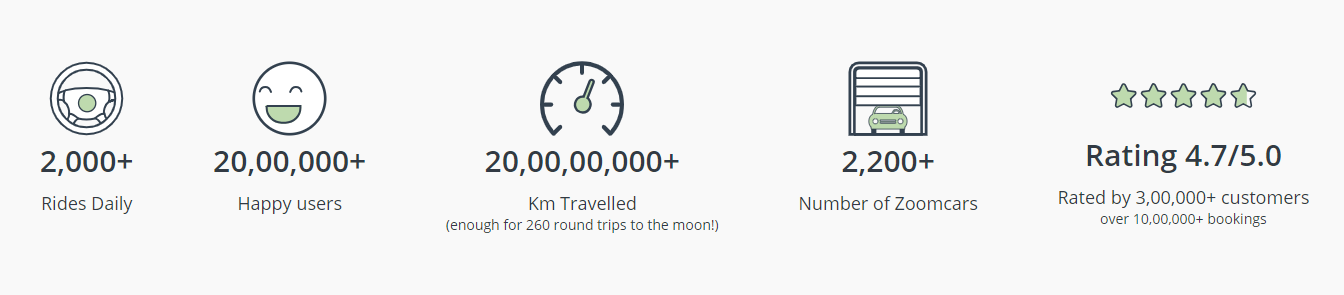 2,000+
Rides Daily
20,00,000+
Happy users
20,00,00,000+
Km Travelled
(enough for 260 round trips to the moon!)
2,200+
Number of Zoomcars
Rating 4.7/5.0
Rated by 3,00,000+ customers
over 10,00,000+ bookings